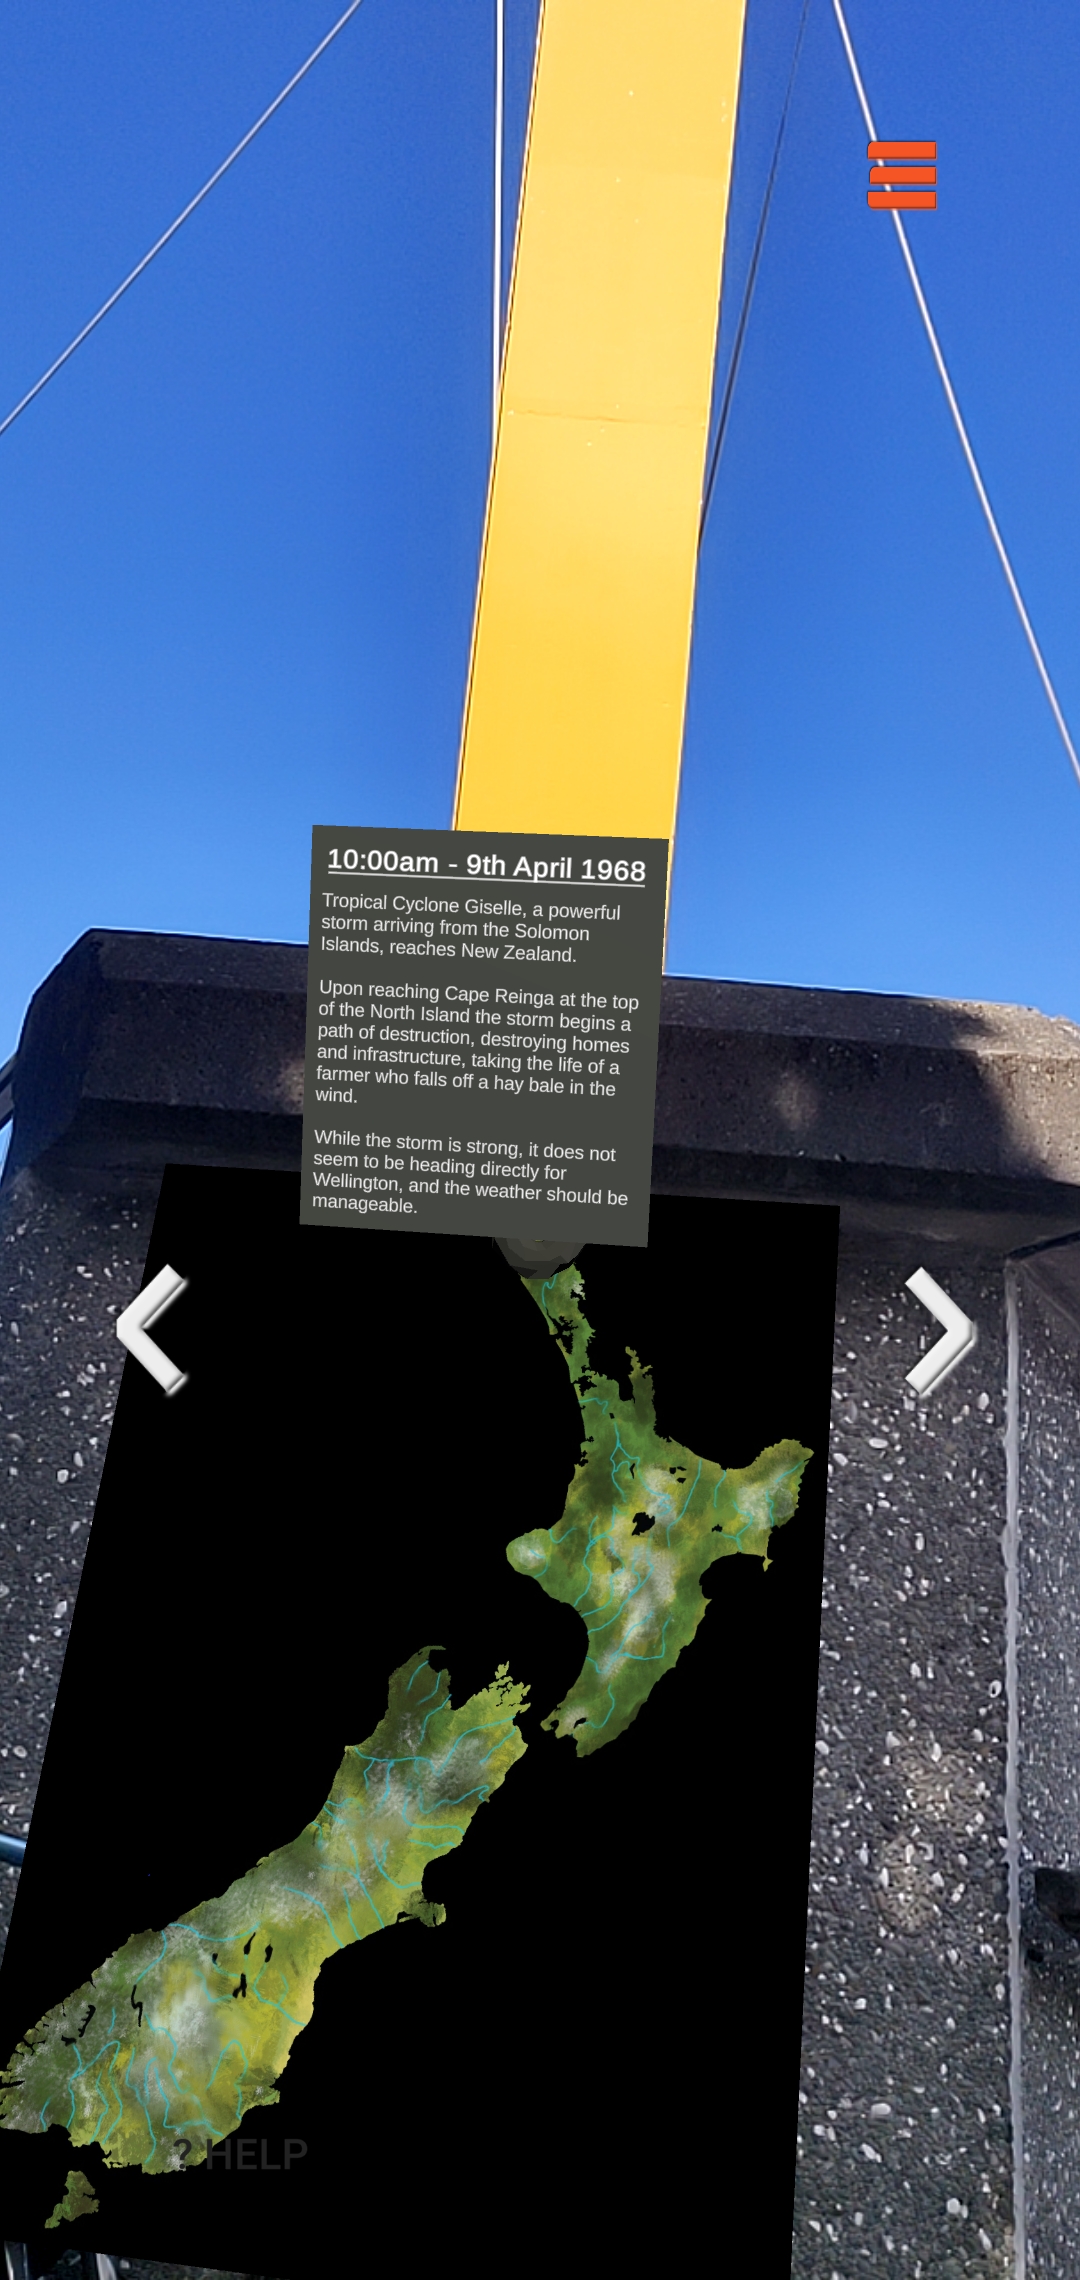 10:00am - 9th April 1968
Tropical Cyclone Giselle, a powerful
storm arriving from the Solomon
Islands, reaches New Zealand.
Upon reaching Cape Reinga at the top
of the North Island the storm begins a
path of destruction, destroying homes
and infrastructure, taking the life of a
farmer who falls off a hay bale in the
wind.
While the storm is strong, it does not
seem to be heading directly for
Wellington, and the weather should be
manageable.
? HELP